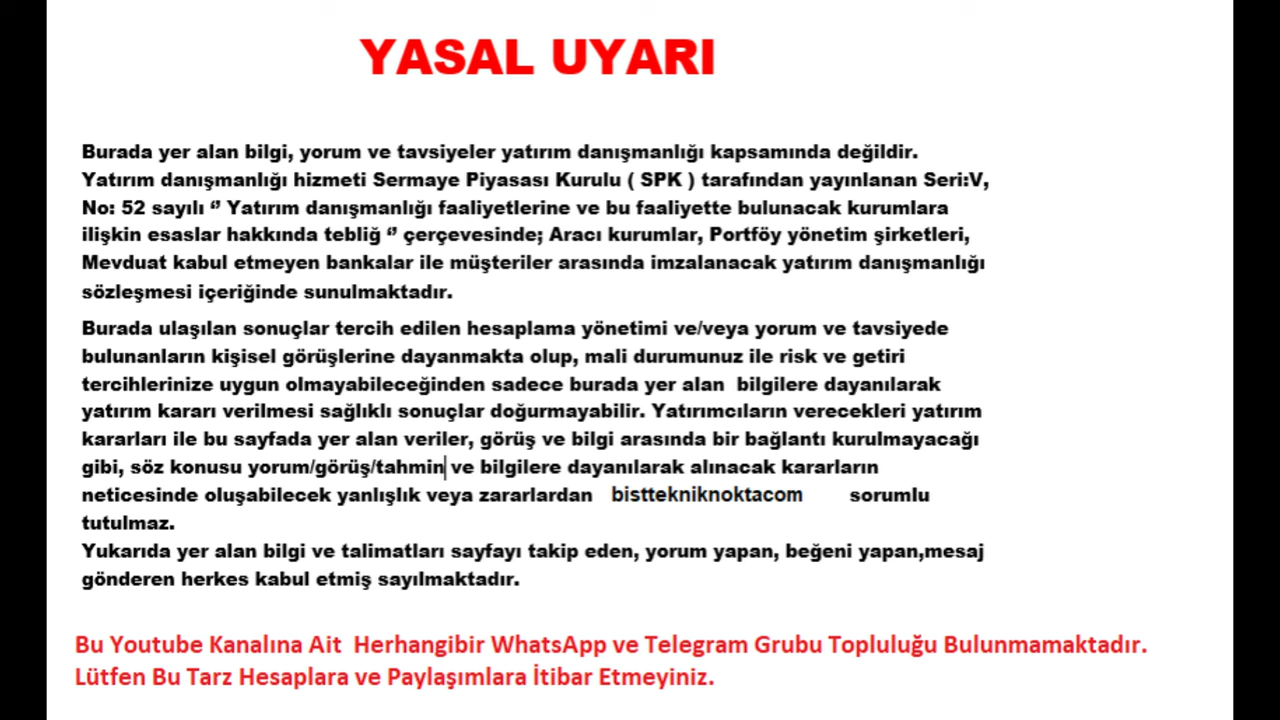 YASAL UYARI
Burada yer alan bilgi, yorum ve tavsiyeler yatırım danışmanlığı kapsamında değildir.
Yatırım danışmanlığı hizmeti Sermaye Piyasası Kurulu ( SPK ) tarafından yayınlanan Seri:V,
No: 52 sayılı ‘’ Yatırım danışmanlığı faaliyetlerine ve bu faaliyette bulunacak kurumlara
ilişkin esaslar hakkında tebliğ ‘’ çerçevesinde; Aracı kurumlar, Portföy yönetim şirketleri,
Mevduat kabul etmeyen bankalar ile müşteriler arasında imzalanacak yatırım danışmanlığı
sözleşmesi içeriğinde sunulmaktadır.
Burada ulaşılan sonuçlar tercih edilen hesaplama yönetimi ve/veya yorum ve tavsiyede
bulunanların kişisel görüşlerine dayanmakta olup, mali durumunuz ile risk ve getiri
tercihlerinize uygun olmayabileceğinden sadece burada yer alan  bilgilere dayanılarak
yatırım kararı verilmesi sağlıklı sonuçlar doğurmayabilir. Yatırımcıların verecekleri yatırım
kararları ile bu sayfada yer alan veriler, görüş ve bilgi arasında bir bağlantı kurulmayacağı
gibi, söz konusu yorum/görüş/tahmin ve bilgilere dayanılarak alınacak kararların
neticesinde oluşabilecek yanlışlık veya zararlardan bisttekniknoktacom sorumlu
tutulmaz.
Yukarıda yer alan bilgi ve talimatları sayfayı takip eden, yorum yapan, beğeni yapan,mesaj
gönderen herkes kabul etmiş sayılmaktadır.
Bu Youtube Kanalına Ait  Herhangibir WhatsApp ve Telegram Grubu Topluluğu Bulunmamaktadır.
Lütfen Bu Tarz Hesaplara ve Paylaşımlara İtibar Etmeyiniz.